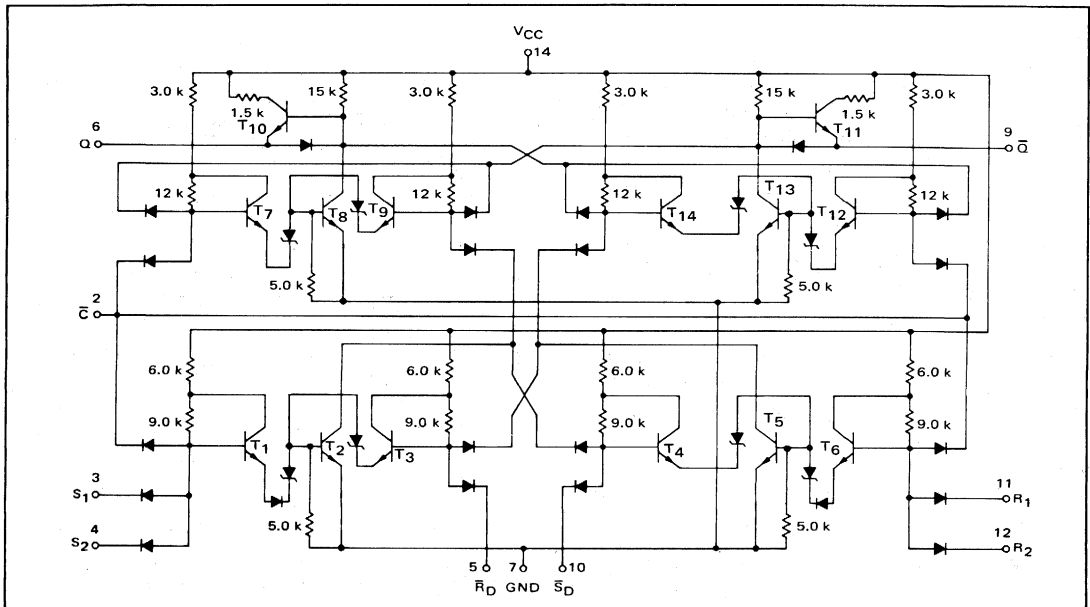 VCC
14
3.0 k
1.5 k
15 k
3.0 k
3.0 k
15 k
1.5 k
3.0 k
T10
T11
6
Q
9
Q̅
12 k
T7
T8
T9
12 k
12 k
T14
T13
T12
12 k
5.0 k
5.0 k
2
C̅
6.0 k
6.0 k
6.0 k
6.0 k
9.0 k
T1
T2
T3
9.0 k
9.0 k
T4
T5
T6
9.0 k
3
S1
11
R1
4
S2
5.0 k
5.0 k
12
R2
5 7 10
R̅D GND S̅D